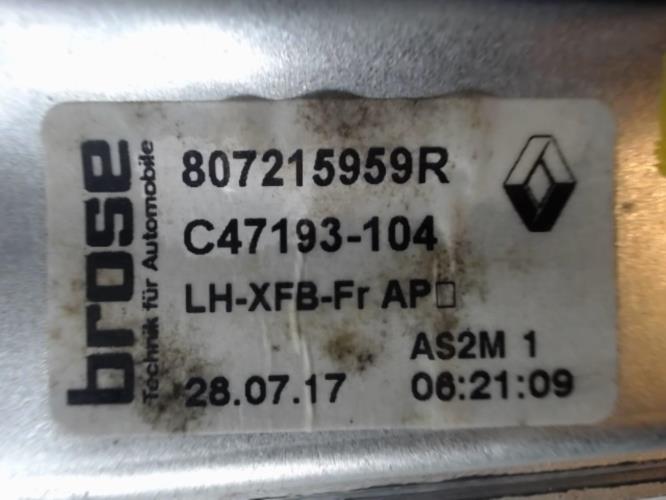 brose
Technik für Automobile
807215959R
C47193-104
LH-XFB-Fr AP□
AS2M 1
28.07.17 06:21:09